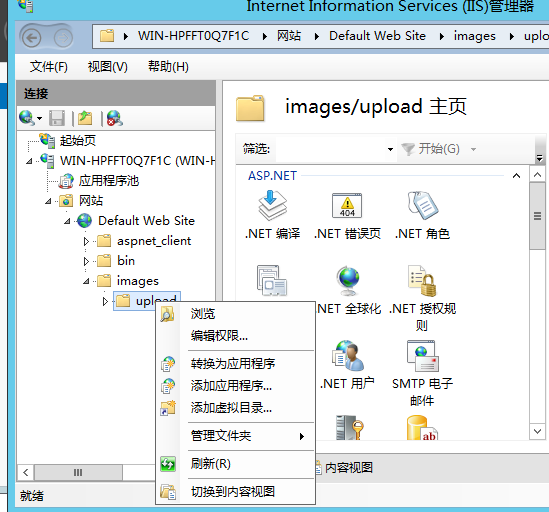 Internet Information Services (IIS)管理器
WIN-HPFFT0Q7F1C 网站 Default Web Site images
文件(F) 视图(V) 帮助(H)
连接
起始页
WIN-HPFFT0Q7F1C (WIN-H
应用程序池
网站
Default Web Site
aspnet_client
bin
images
upload
浏览
编辑权限...
转换为应用程序
添加应用程序...
添加虚拟目录...
管理文件夹
刷新(R)
切换到内容视图
images/upload 主页
筛选: 开始(G)
ASP.NET
.NET 编译 .NET 错误页 .NET 角色
404
.NET 全球化 .NET 授权规则
.NET 用户 SMTP 电子邮件
ab
内容视图
就绪